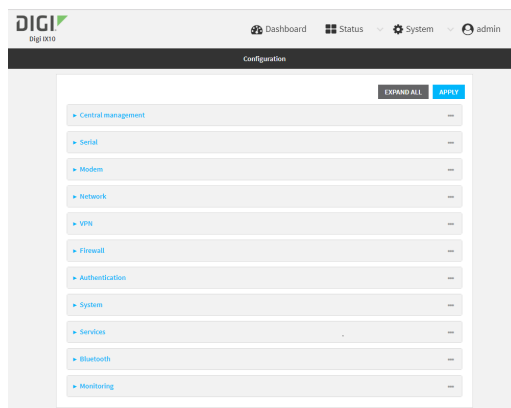 DIGI
Digi IX10
Dashboard
Status
System
admin
Configuration
EXPAND ALL
APPLY
Central management
Serial
Modem
Network
VPN
Firewall
Authentication
System
Services
Bluetooth
Monitoring